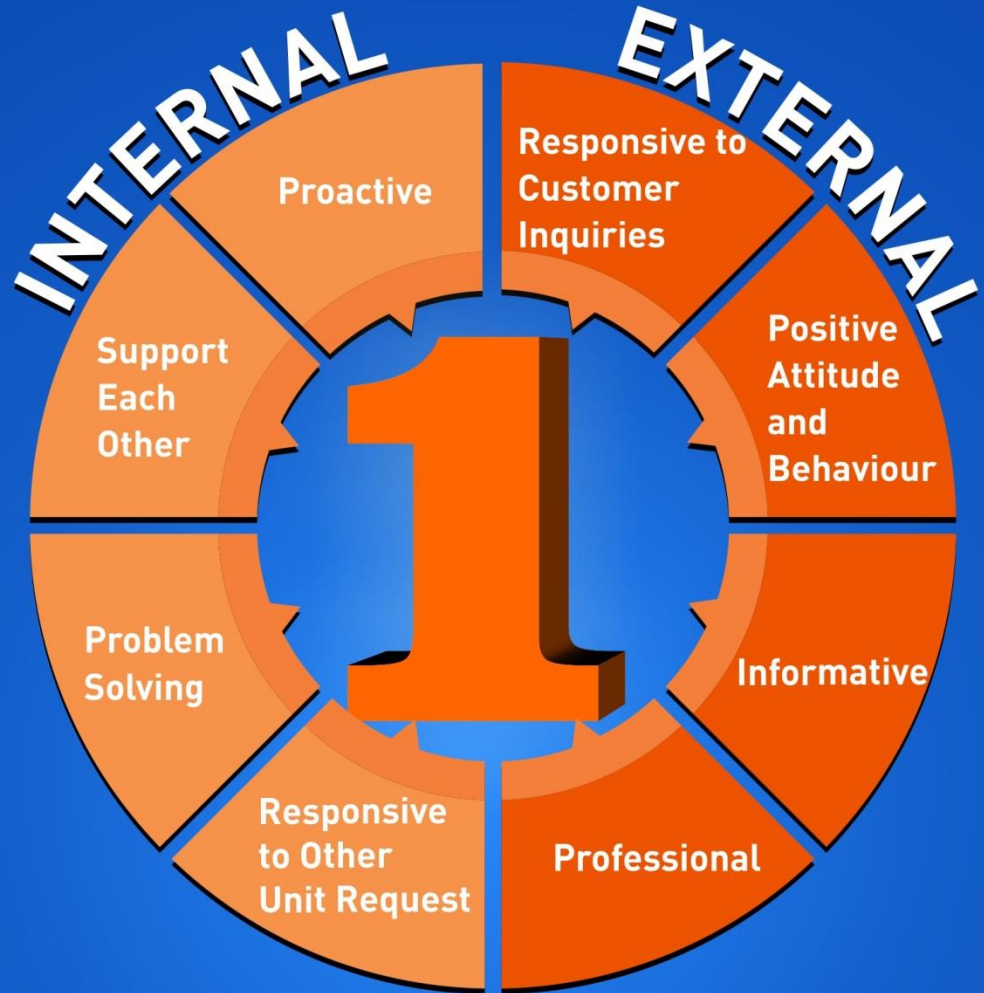 INTERNAL
EXTERNAL
Proactive
Support
Each
Other
Problem
Solving
Responsive
to Other
Unit Request
Responsive to
Customer
Inquiries
Positive
Attitude
and
Behaviour
Informative
Professional
1